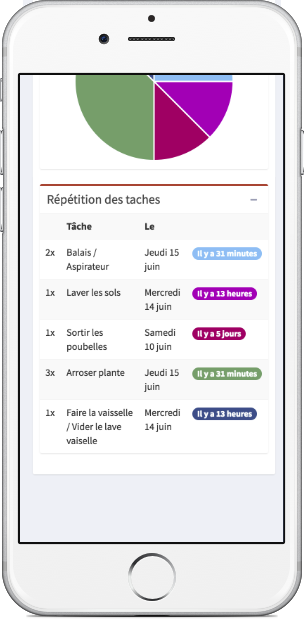 Répétition des taches −
Tâche Le
2x Balais / Jeudi 15 Il y a 31 minutes
Aspirateur juin
1x Laver les sols Mercredi Il y a 13 heures
14 juin
1x Sortir les Samedi Il y a 5 jours
poubelles 10 juin
3x Arroser plante Jeudi 15 Il y a 31 minutes
juin
1x Faire la vaisselle Mercredi Il y a 13 heures
/ Vider le lave 14 juin
vaiselle